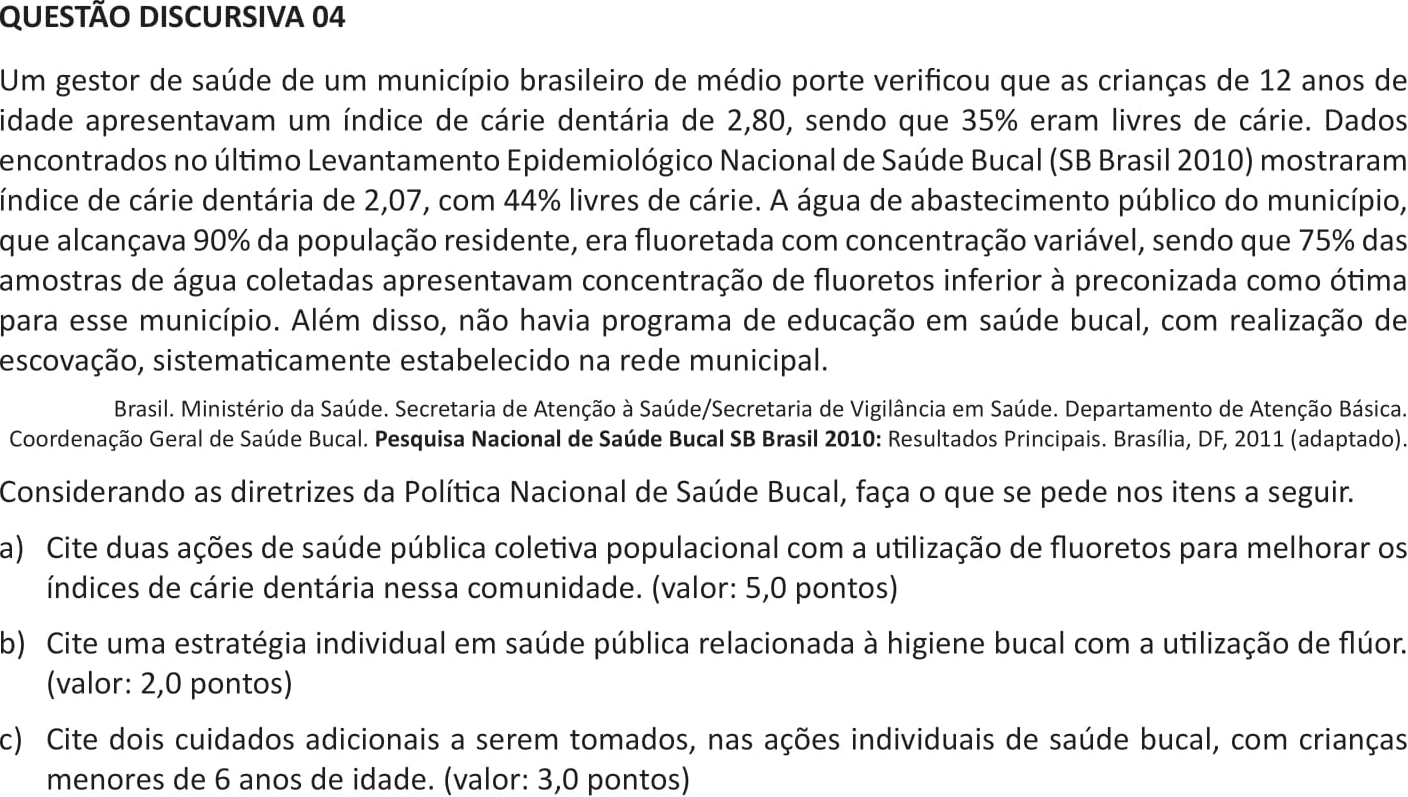 QUESTÃO DISCURSIVA 04
Um gestor de saúde de um município brasileiro de médio porte verificou que as crianças de 12 anos de
idade apresentavam um índice de cárie dentária de 2,80, sendo que 35% eram livres de cárie. Dados
encontrados no último Levantamento Epidemiológico Nacional de Saúde Bucal (SB Brasil 2010) mostraram
índice de cárie dentária de 2,07, com 44% livres de cárie. A água de abastecimento público do município,
que alcançava 90% da população residente, era fluoretada com concentração variável, sendo que 75% das
amostras de água coletadas apresentavam concentração de fluoretos inferior à preconizada como ótima
para esse município. Além disso, não havia programa de educação em saúde bucal, com realização de
escovação, sistematicamente estabelecido na rede municipal.
Brasil. Ministério da Saúde. Secretaria de Atenção à Saúde/Secretaria de Vigilância em Saúde. Departamento de Atenção Básica.
Coordenação Geral de Saúde Bucal. Pesquisa Nacional de Saúde Bucal SB Brasil 2010: Resultados Principais. Brasília, DF, 2011 (adaptado).
Considerando as diretrizes da Política Nacional de Saúde Bucal, faça o que se pede nos itens a seguir.
a) Cite duas ações de saúde pública coletiva populacional com a utilização de fluoretos para melhorar os
índices de cárie dentária nessa comunidade. (valor: 5,0 pontos)
b) Cite uma estratégia individual em saúde pública relacionada à higiene bucal com a utilização de flúor.
(valor: 2,0 pontos)
c) Cite dois cuidados adicionais a serem tomados, nas ações individuais de saúde bucal, com crianças
menores de 6 anos de idade. (valor: 3,0 pontos)